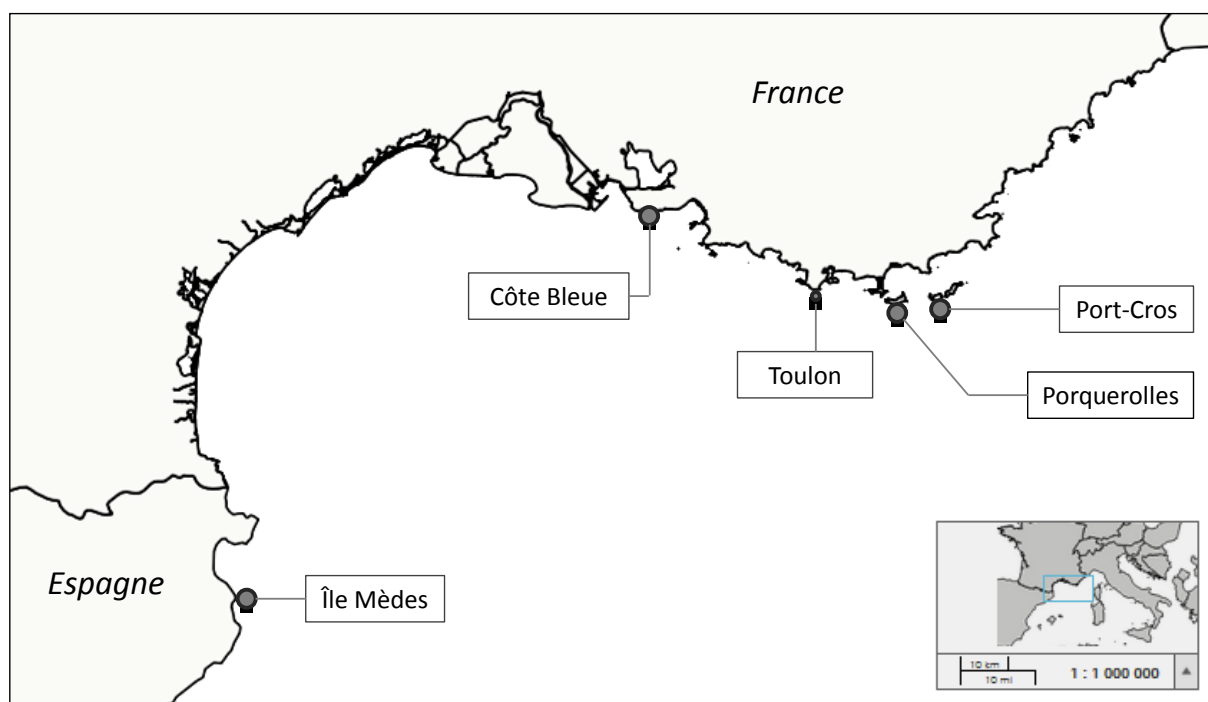 France
Côte Bleue
Port-Cros
Toulon
Porquerolles
Espagne
Île Mèdes
10 km
10 mi
1 : 1 000 000